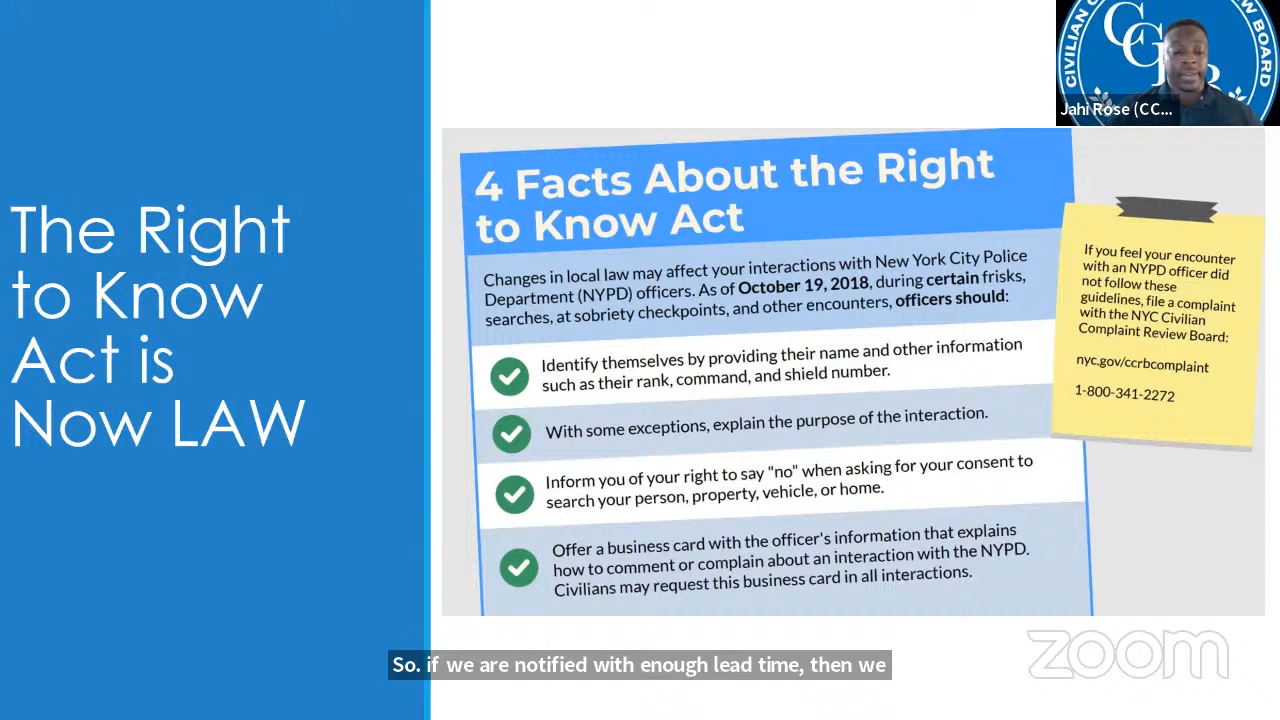 The Right
to Know
Act is
Now LAW
4 Facts About the Right
to Know Act
Changes in local law may affect your interactions with New York City Police
Department (NYPD) officers. As of October 19, 2018, during certain frisks,
searches, at sobriety checkpoints, and other encounters, officers should:
Identify themselves by providing their name and other information
such as their rank, command, and shield number.
With some exceptions, explain the purpose of the interaction.
Inform you of your right to say "no" when asking for your consent to
search your person, property, vehicle, or home.
Offer a business card with the officer's information that explains
how to comment or complain about an interaction with the NYPD.
Civilians may request this business card in all interactions.
If you feel your encounter
with an NYPD officer did
not follow these
guidelines, file a complaint
with the NYC Civilian
Complaint Review Board:
nyc.gov/ccrbcomplaint
1-800-341-2272
CIVILIAN
BOARD
Jahi Rose (CC...
So. if we are notified with enough lead time, then we
zoom